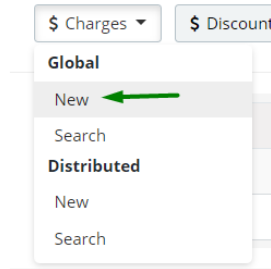 $ Charges
$ Discount
Global
New
Search
Distributed
New
Search